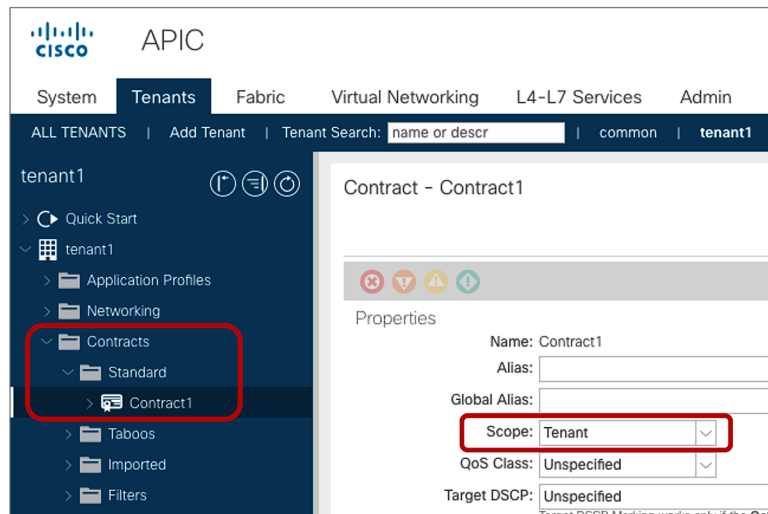 CISCO
APIC
System Tenants Fabric Virtual Networking L4-L7 Services Admin
ALL TENANTS | Add Tenant | Tenant Search: name or descr | common | tenant1
tenant1
Quick Start
tenant1
Application Profiles
Networking
Contracts
Standard
Contract1
Taboos
Imported
Filters
Contract - Contract1
Properties
Name: Contract1
Alias:
Global Alias:
Scope: Tenant
QoS Class: Unspecified
Target DSCP: Unspecified